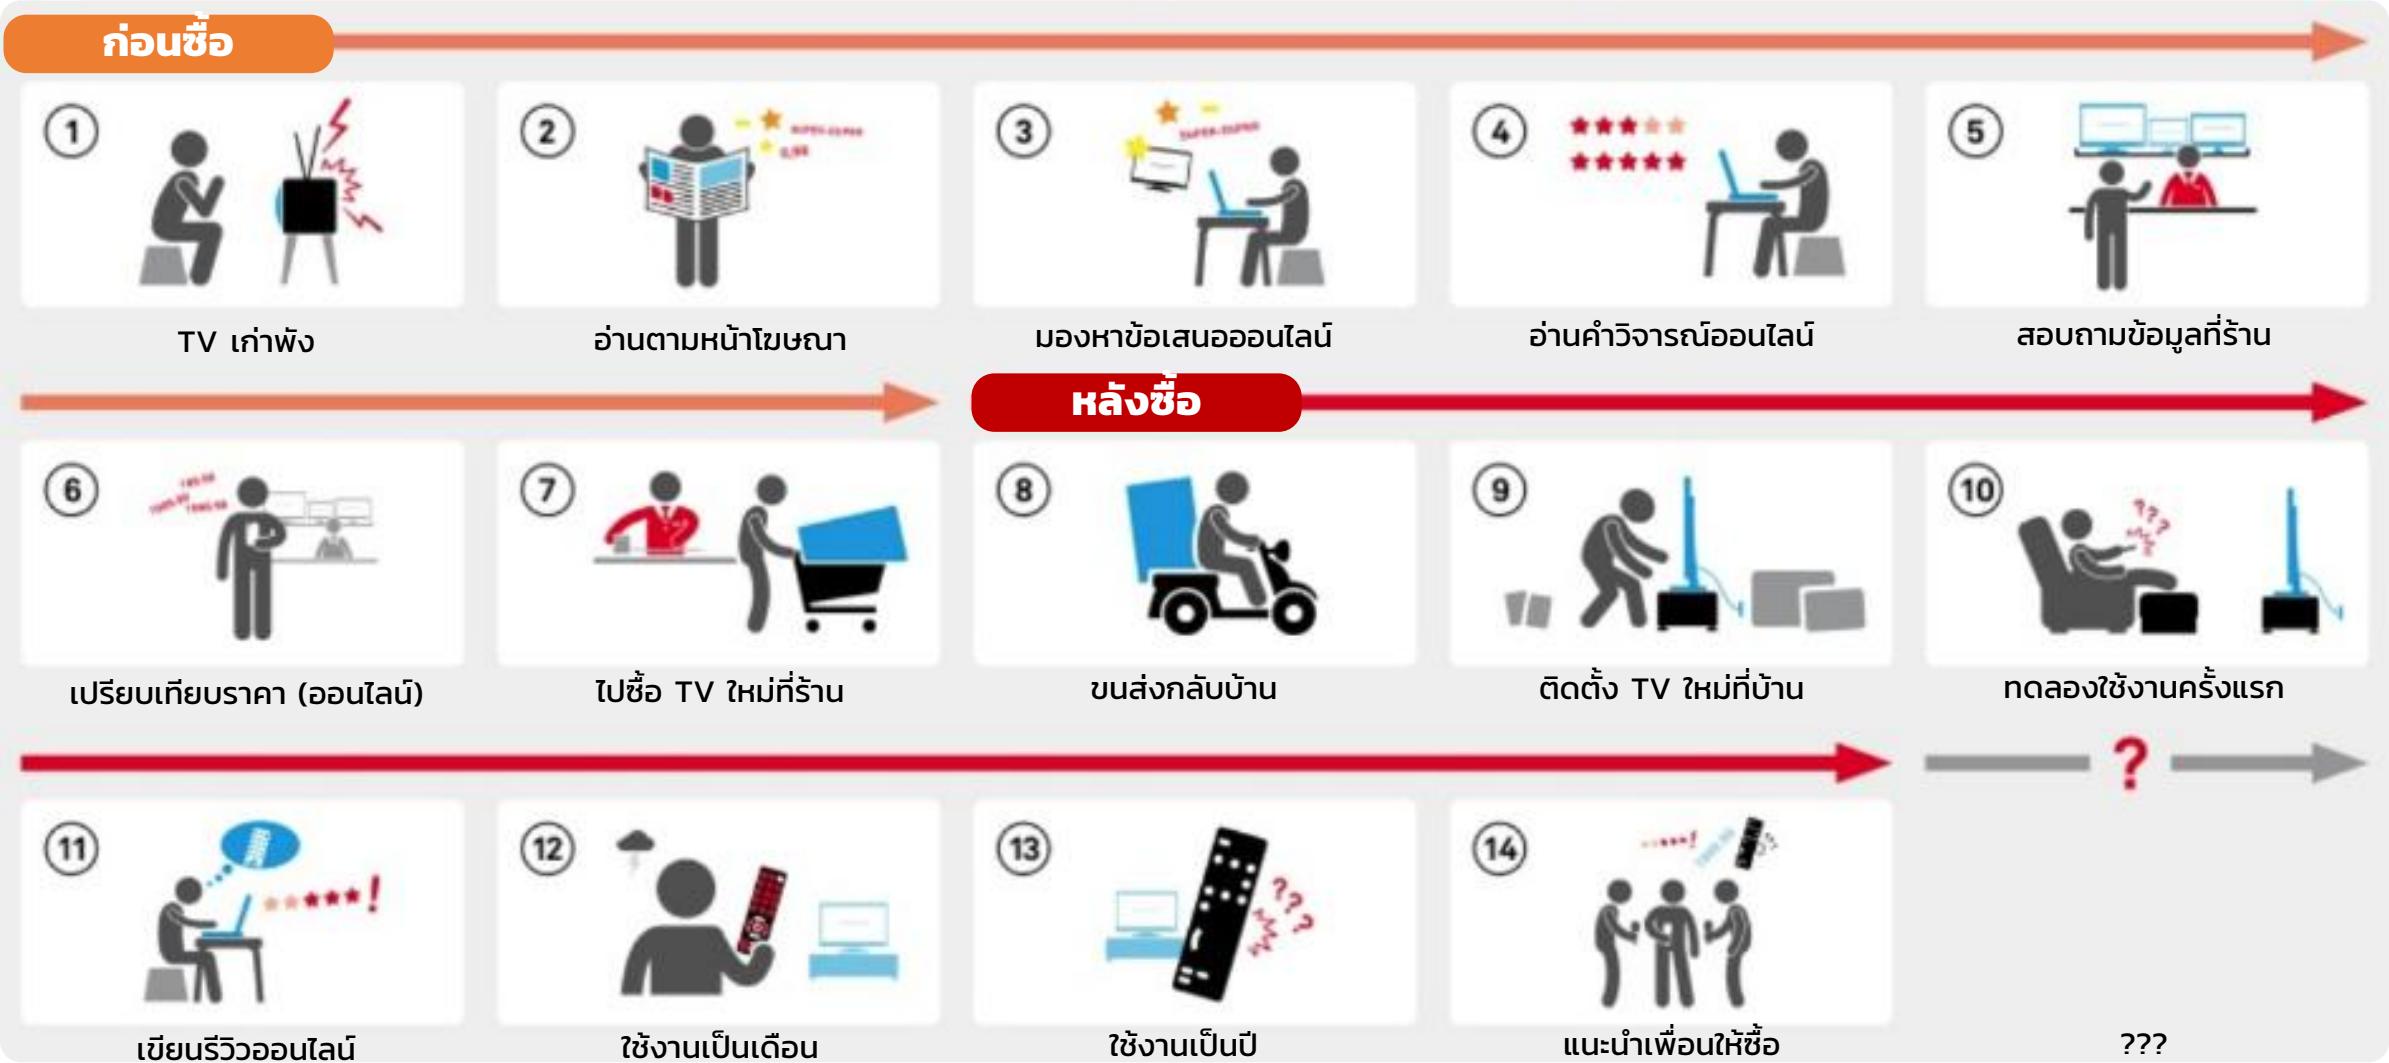 ก่อนซื้อ
1
2
3
4
5
TV เก่าพัง
อ่านตามหน้าโฆษณา
มองหาข้อเสนอออนไลน์
อ่านคำวิจารณ์ออนไลน์
สอบถามข้อมูลที่ร้าน
หลังซื้อ
6
7
8
9
10
???
เปรียบเทียบราคา (ออนไลน์)
ไปซื้อ TV ใหม่ที่ร้าน
ขนส่งกลับบ้าน
ติดตั้ง TV ใหม่ที่บ้าน
ทดลองใช้งานครั้งแรก
?
11
!
12
13
???
14
เขียนรีวิวออนไลน์
ใช้งานเป็นเดือน
ใช้งานเป็นปี
แนะนำเพื่อนให้ซื้อ
???